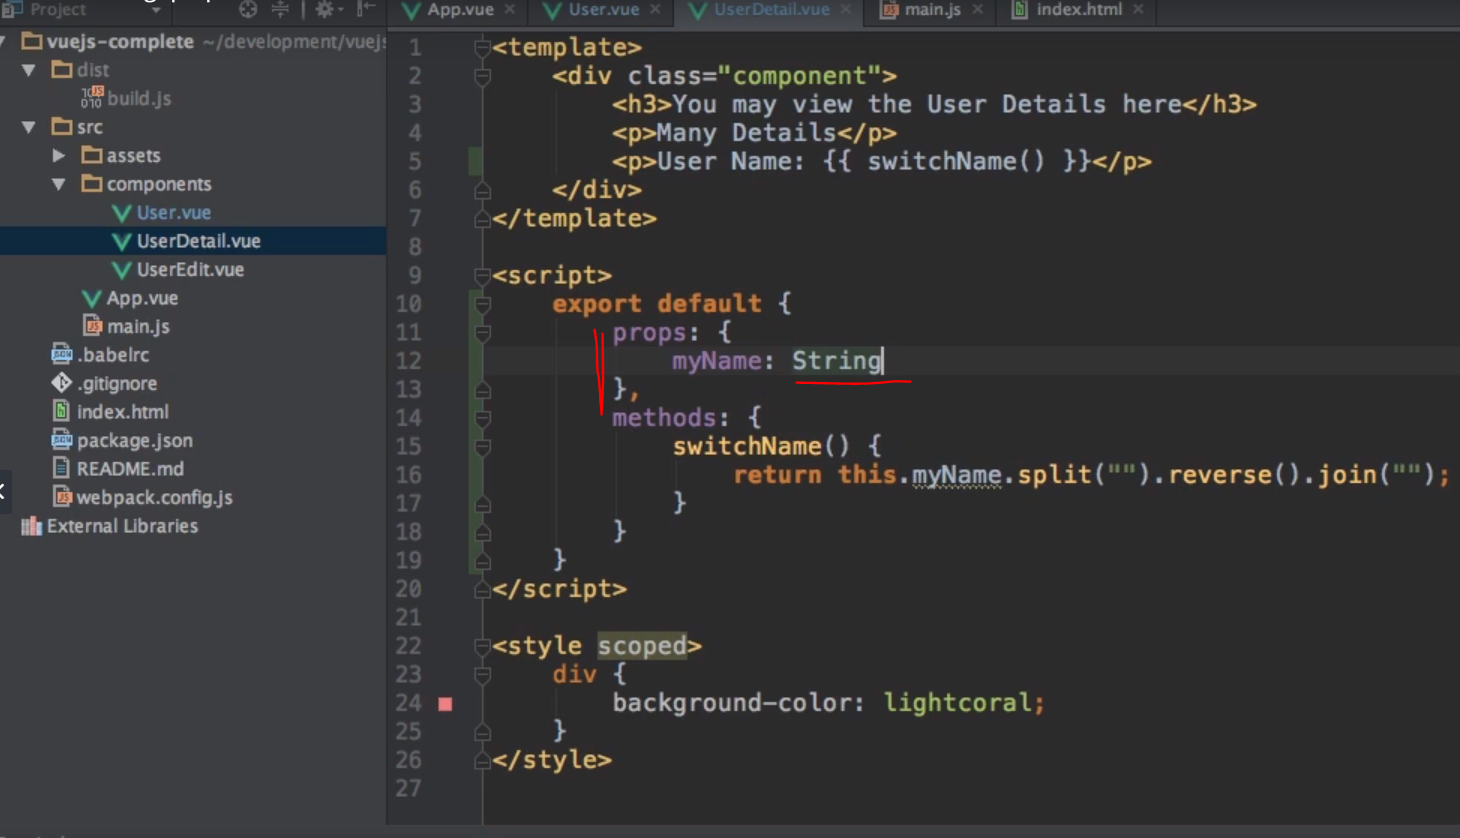 Project
App.vue
User.vue
UserDetail.vue
main.js
index.html
vuejs-complete ~/development/vuejs
dist
build.js
src
assets
components
User.vue
UserDetail.vue
UserEdit.vue
App.vue
main.js
.babelrc
.gitignore
index.html
package.json
README.md
webpack.config.js
External Libraries
1 <template>
2 <div class="component">
3 <h3>You may view the User Details here</h3>
4 <p>Many Details</p>
5 <p>User Name: {{ switchName() }}</p>
6 </div>
7 </template>
8
9 <script>
10 export default {
11 props: {
12 myName: String
13 },
14 methods: {
15 switchName() {
16 return this.myName.split("").reverse().join("");
17 }
18 }
19 }
20 </script>
21
22 <style scoped>
23 div {
24 background-color: lightcoral;
25 }
26 </style>
27